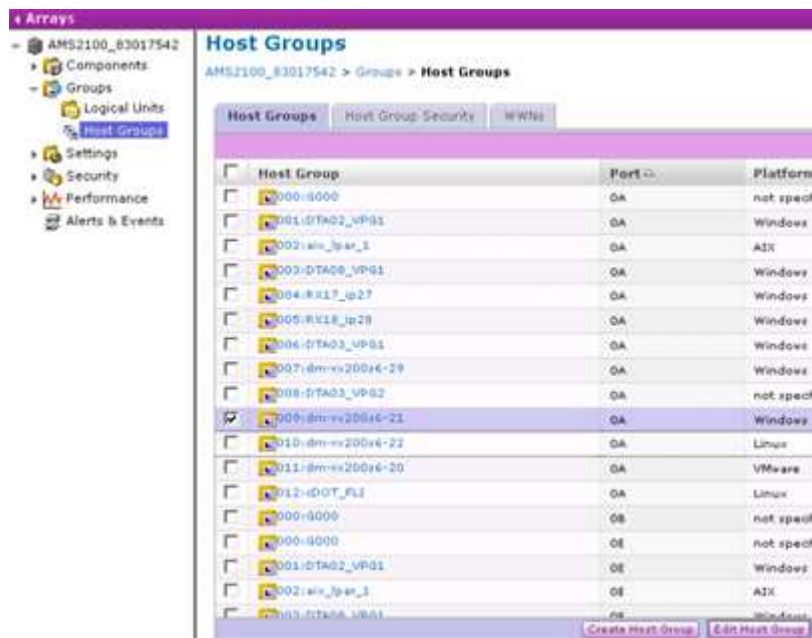 Arrays
AMS2100_83017542
Components
Groups
Logical Units
Host Groups
Settings
Security
Performance
Alerts & Events
Host Groups
AMS2100_83017542 > Groups > Host Groups
Host Groups Host Group Security WWNs
Host Group Port Platform
000:G000 0A not specif
001:DTA02_VPG1 0A Windows
002:aix_lpar_1 0A AIX
003:DTA08_VPG1 0A Windows
004:RX17_ip27 0A Windows
005:RX18_ip28 0A Windows
006:DTA03_VPG1 0A Windows
007:dm-rx200s6-29 0A Windows
008:DTA03_VPG2 0A not specif
009:dm-rx200s6-21 0A Windows
010:dm-rx200s6-22 0A Linux
011:dm-rx200s6-20 0A VMware
012:cDOT_FLI 0A Linux
000:G000 0B not specif
000:G000 0E not specif
001:DTA02_VPG1 0E Windows
002:aix_lpar_1 0E AIX
003:DTA08_VPG1 0E Windows
Create Host Group Edit Host Group